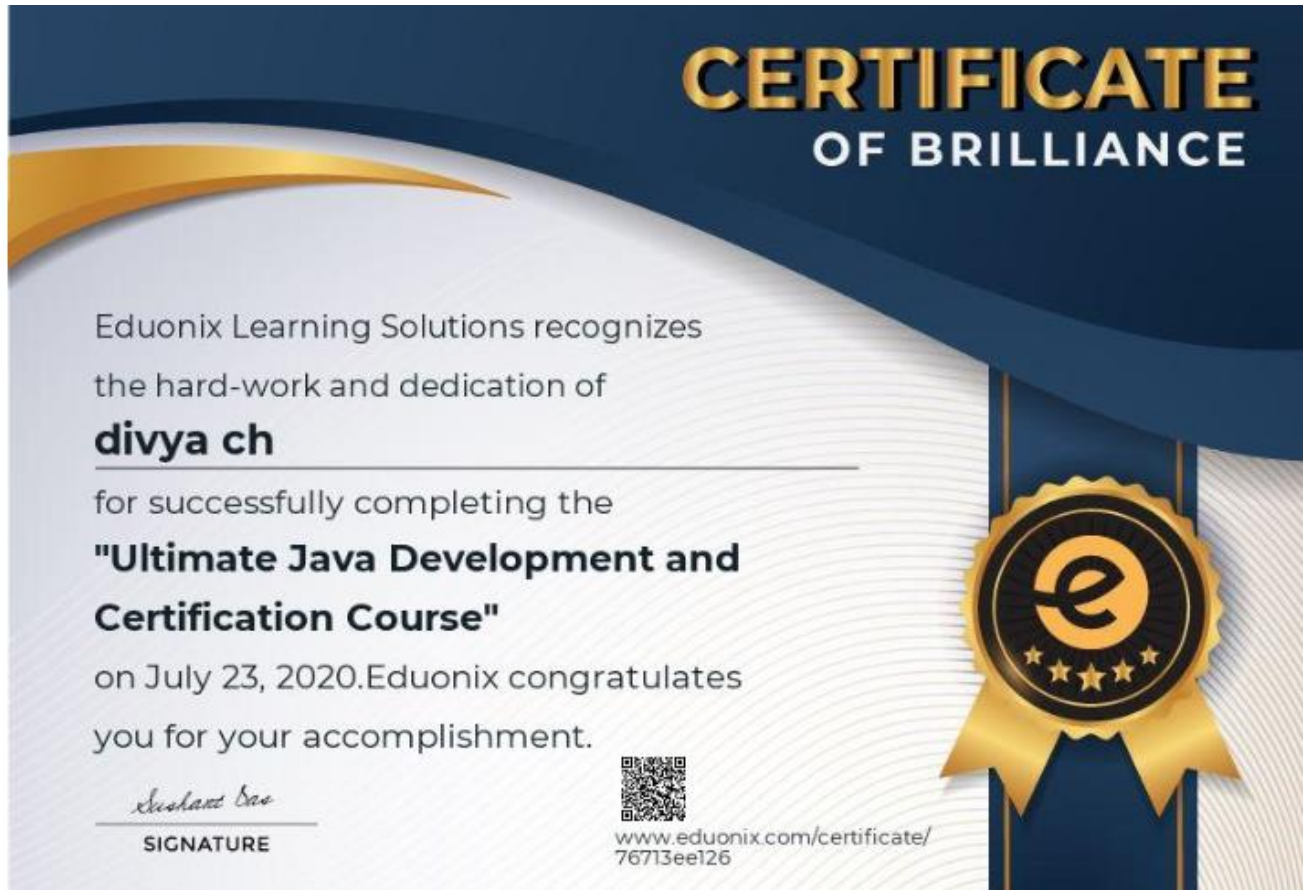 CERTIFICATE
OF BRILLIANCE
Eduonix Learning Solutions recognizes
the hard-work and dedication of
divya ch
for successfully completing the
"Ultimate Java Development and
Certification Course"
on July 23, 2020.Eduonix congratulates
you for your accomplishment.
Sushant Das
SIGNATURE
www.eduonix.com/certificate/
76713ee126